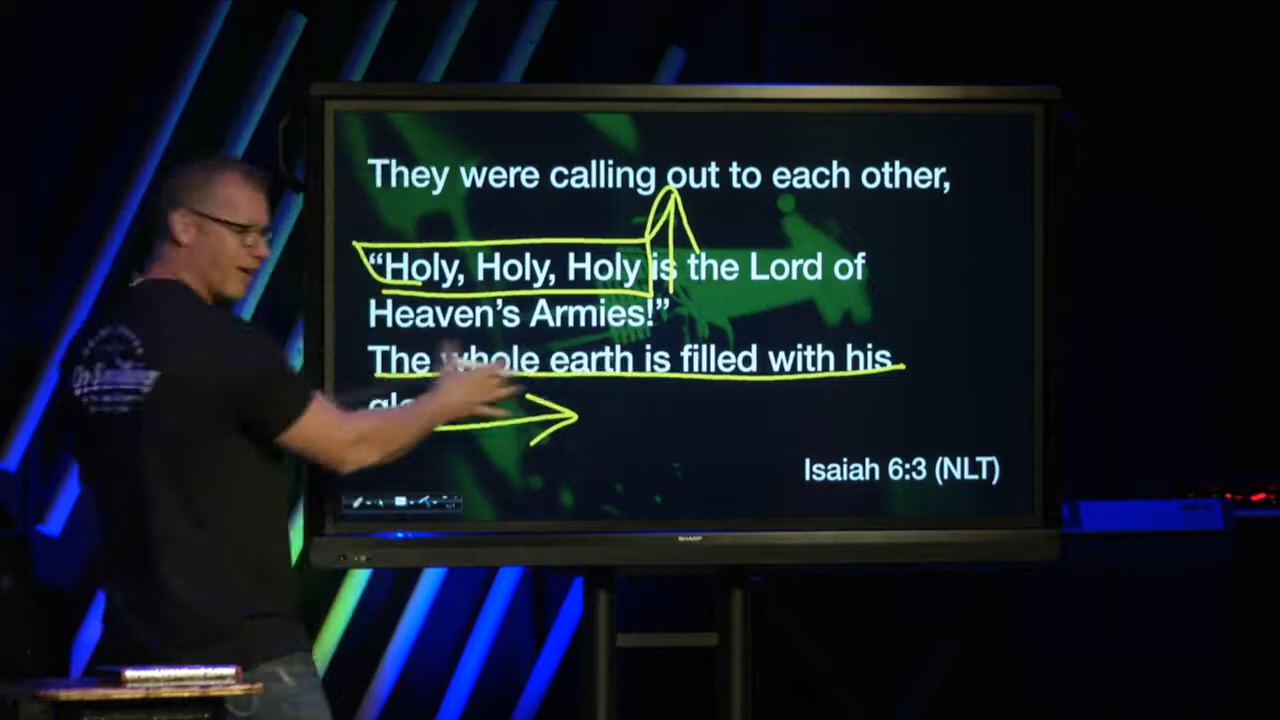 They were calling out to each other,
“Holy, Holy, Holy is the Lord of
Heaven’s Armies!”
The whole earth is filled with his
Isaiah 6:3 (NLT)
SHARP